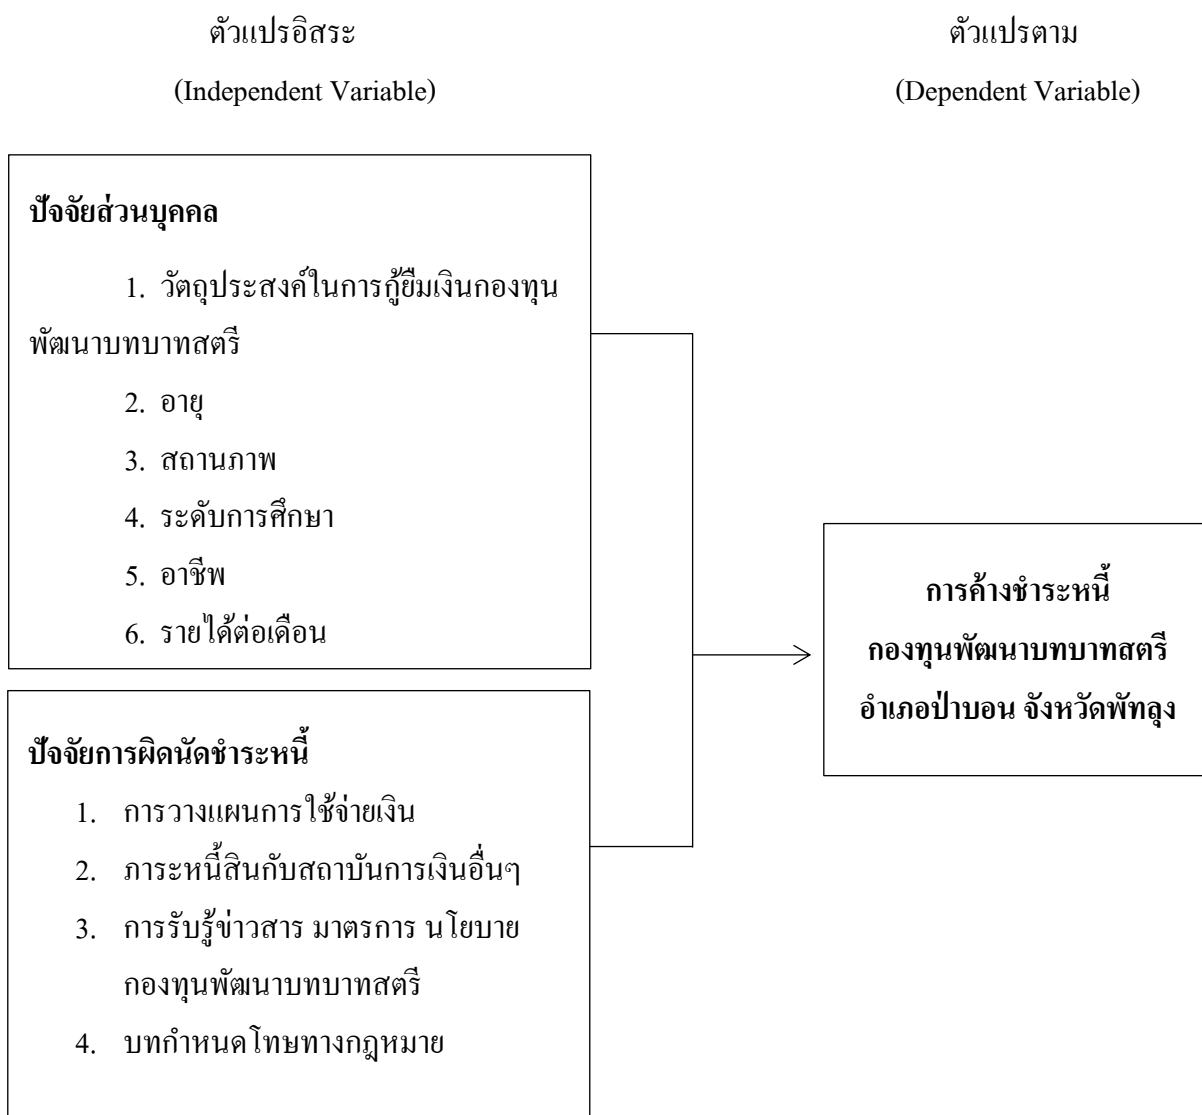 ตัวแปรอิสระ
(Independent Variable)
ตัวแปรตาม
(Dependent Variable)
ปัจจัยส่วนบุคคล
1. วัตถุประสงค์ในการกู้ยืมเงินกองทุน
พัฒนาบทบาทสตรี
2. อายุ
3. สถานภาพ
4. ระดับการศึกษา
5. อาชีพ
6. รายได้ต่อเดือน
ปัจจัยการผิดนัดชำระหนี้
1. การวางแผนการใช้จ่ายเงิน
2. ภาระหนี้สินกับสถาบันการเงินอื่นๆ
3. การรับรู้ข่าวสาร มาตรการ นโยบาย
กองทุนพัฒนาบทบาทสตรี
4. บทกำหนดโทษทางกฎหมาย
การค้างชำระหนี้
กองทุนพัฒนาบทบาทสตรี
อำเภอป่าบอน จังหวัดพัทลุง